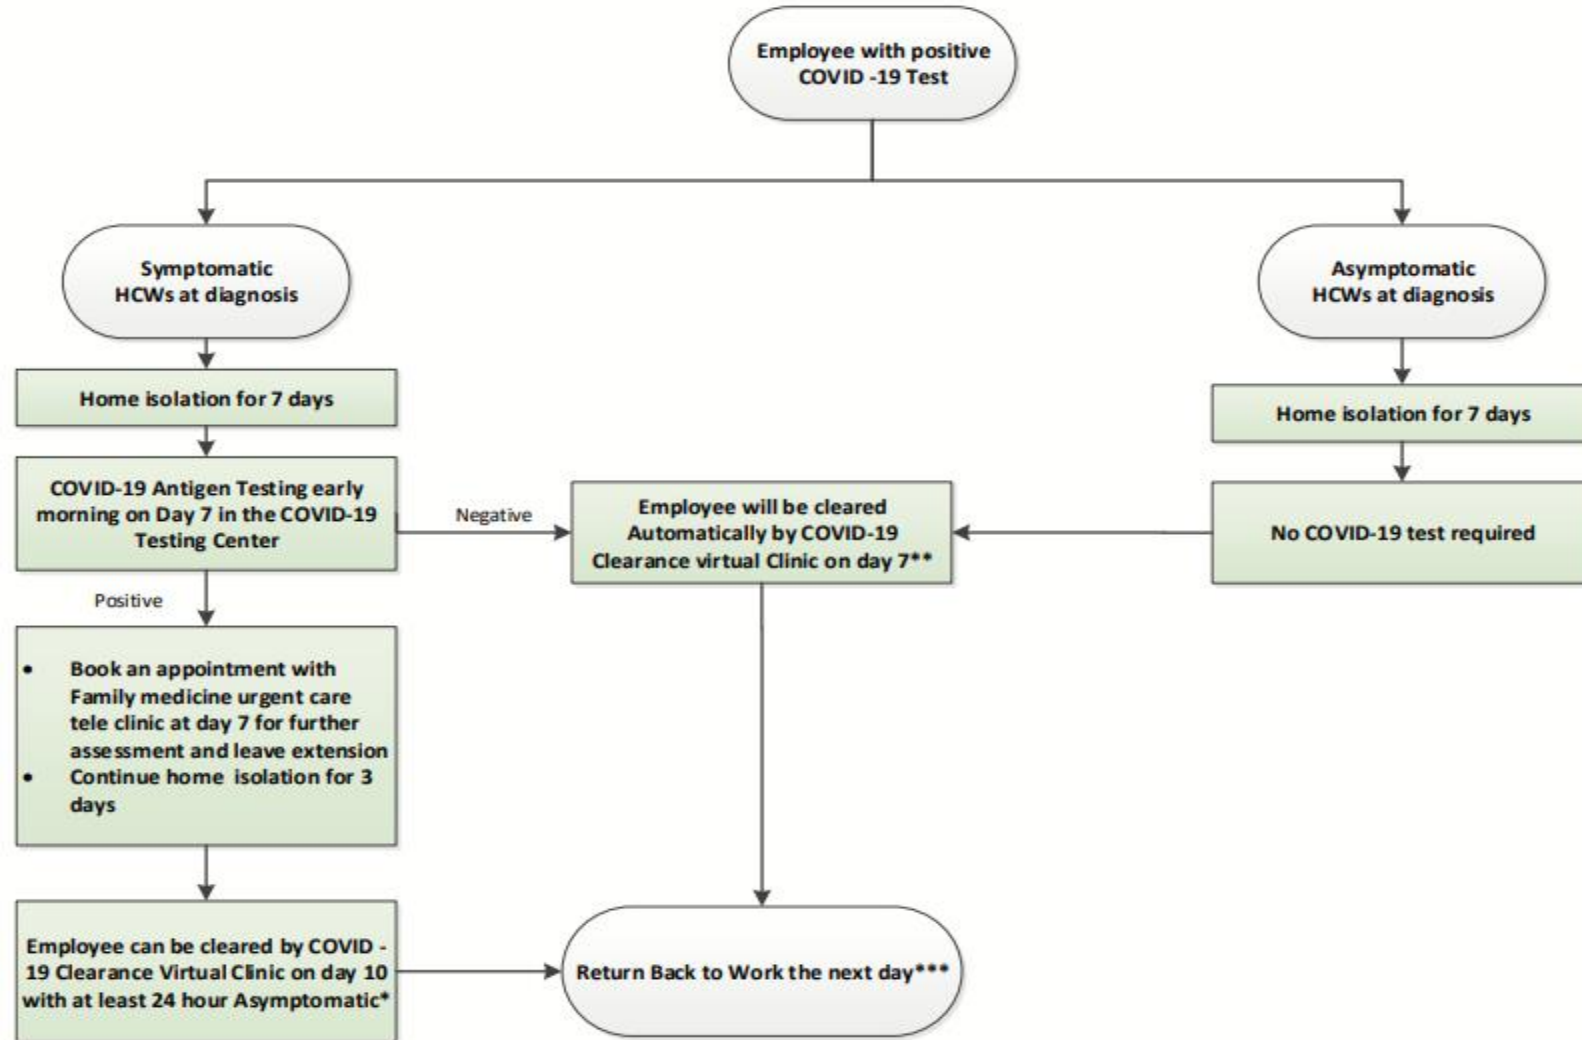 Employee with positive
COVID -19 Test
Symptomatic
HCWs at diagnosis
Asymptomatic
HCWs at diagnosis
Home isolation for 7 days
Home isolation for 7 days
COVID-19 Antigen Testing early
morning on Day 7 in the COVID-19
Testing Center
Negative
Employee will be cleared
Automatically by COVID-19
Clearance virtual Clinic on day 7**
No COVID-19 test required
Positive
• Book an appointment with
Family medicine urgent care
tele clinic at day 7 for further
assessment and leave extension
• Continue home isolation for 3
days
Employee can be cleared by COVID -
19 Clearance Virtual Clinic on day 10
with at least 24 hour Asymptomatic*
Return Back to Work the next day***